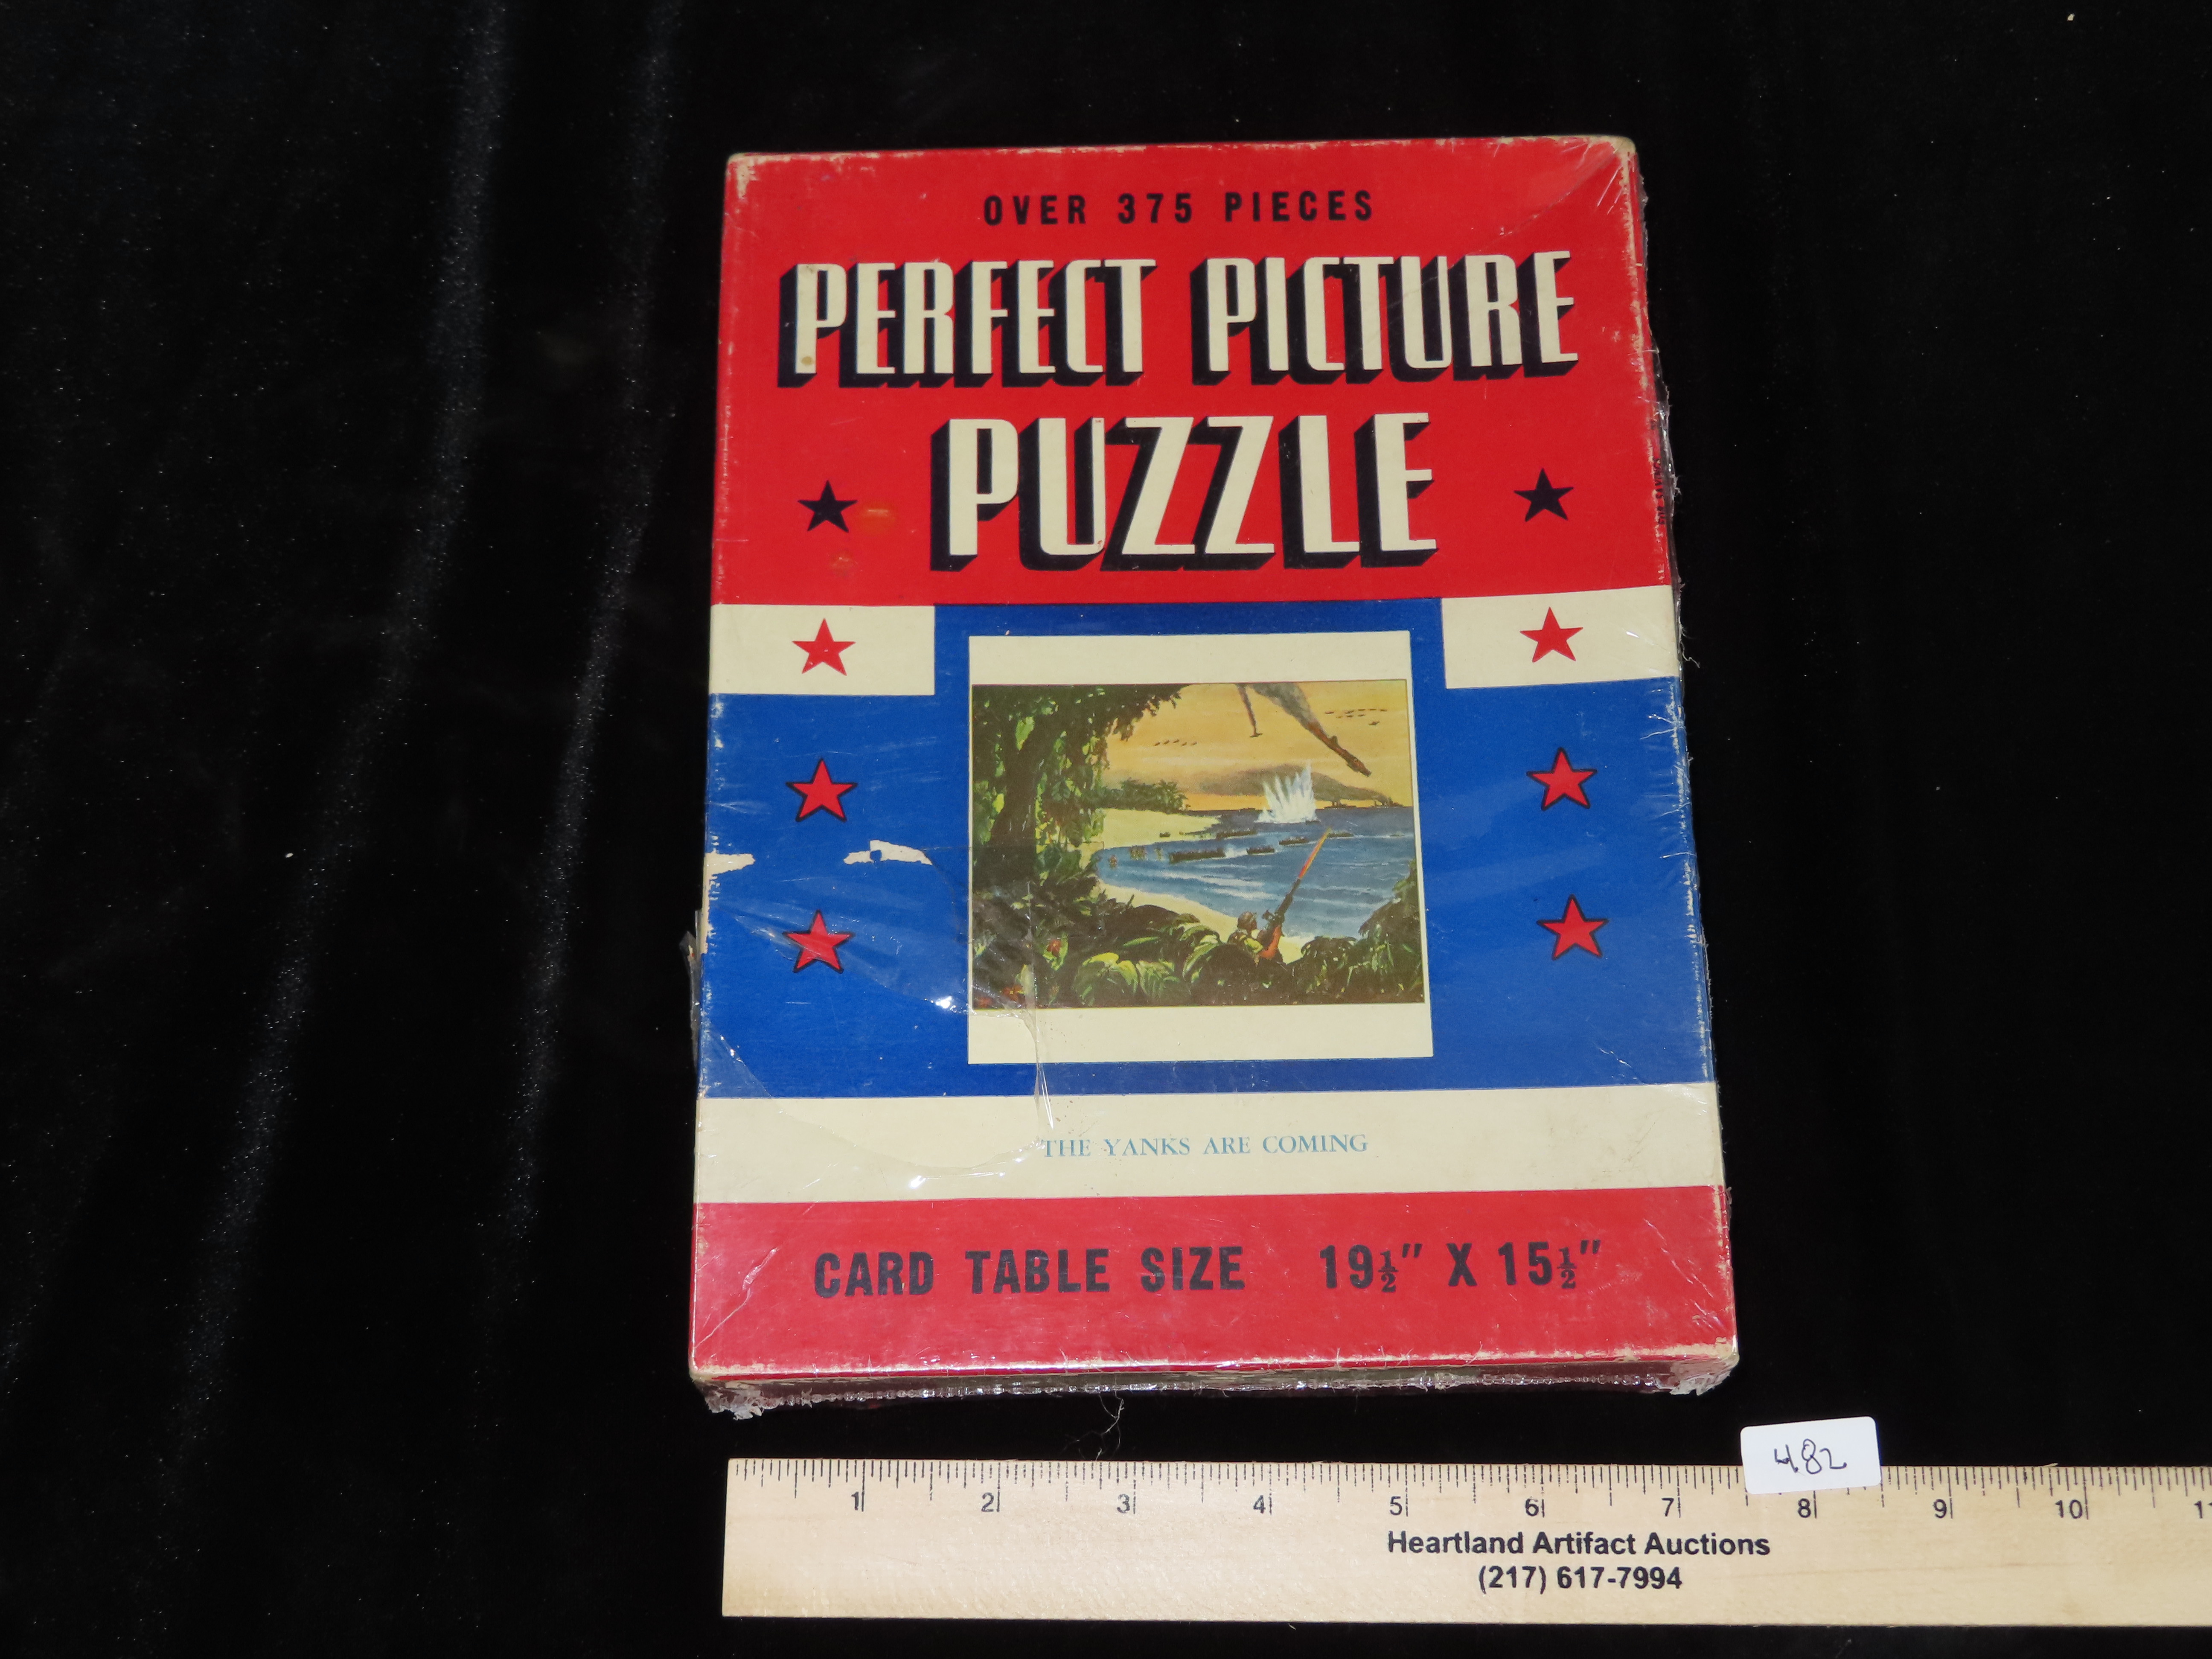 OVER 375 PIECES
PERFECT PICTURE
PUZZLE
THE YANKS ARE COMING
CARD TABLE SIZE 19½" X 15½"
482
1 2 3 4 5 6 7 8 9 10 11
Heartland Artifact Auctions
(217) 617-7994